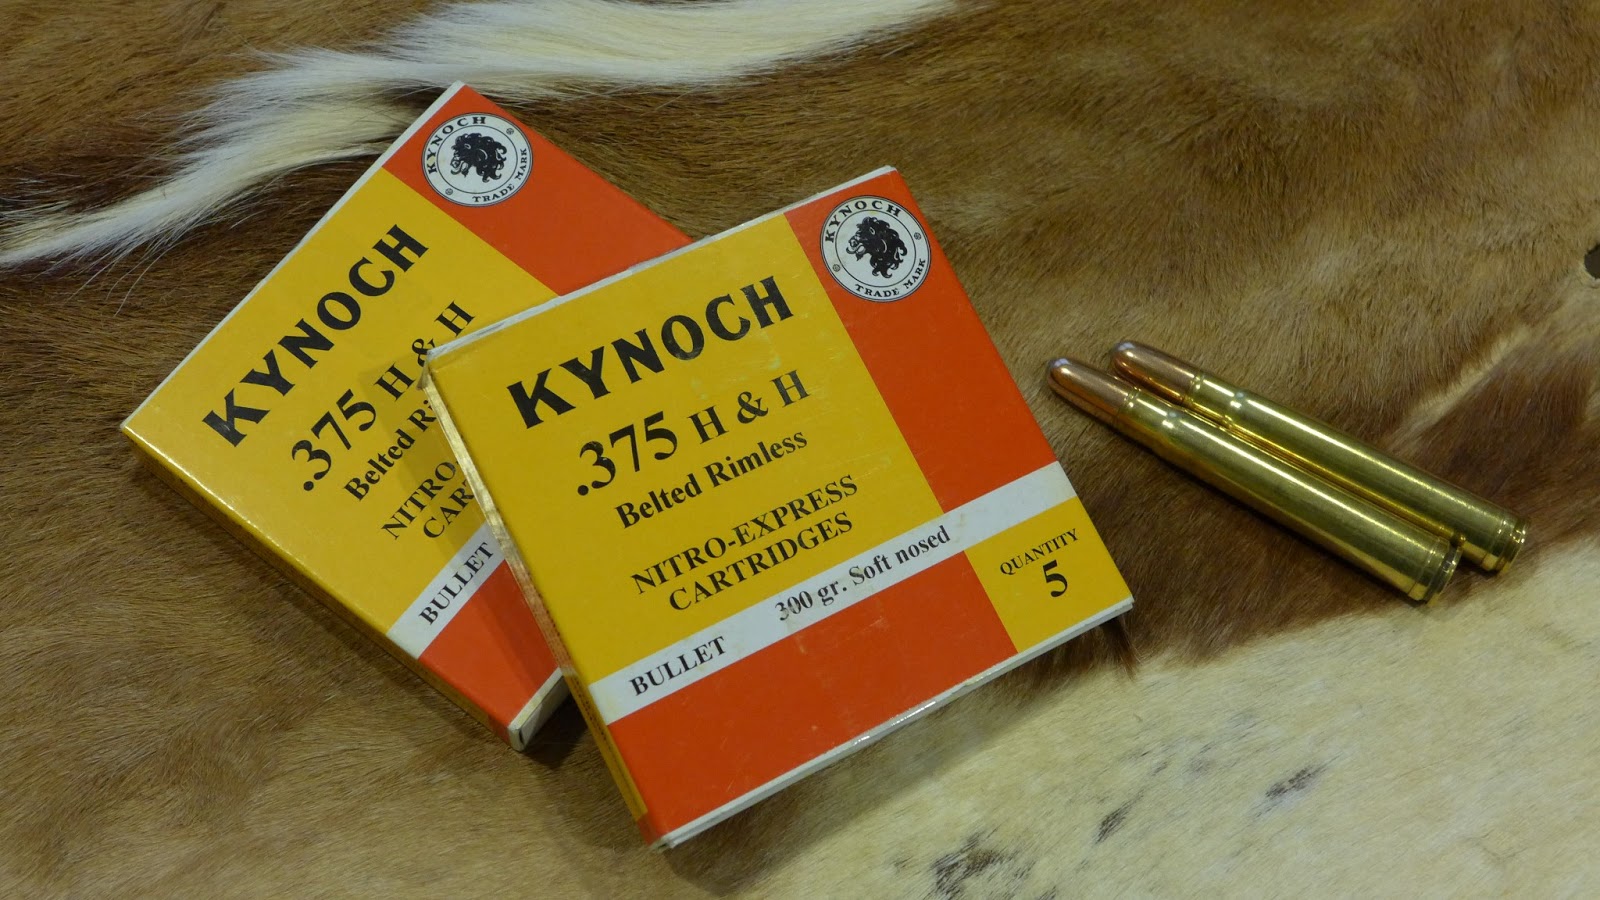 KYNOCH
TRADE MARK
KYNOCH
.375 H & H
Belted Ri
NITRO-
CAR
BULLET
KYNOCH
TRADE MARK
KYNOCH
.375 H & H
Belted Rimless
NITRO-EXPRESS
CARTRIDGES
BULLET 300 gr. Soft nosed
QUANTITY
5